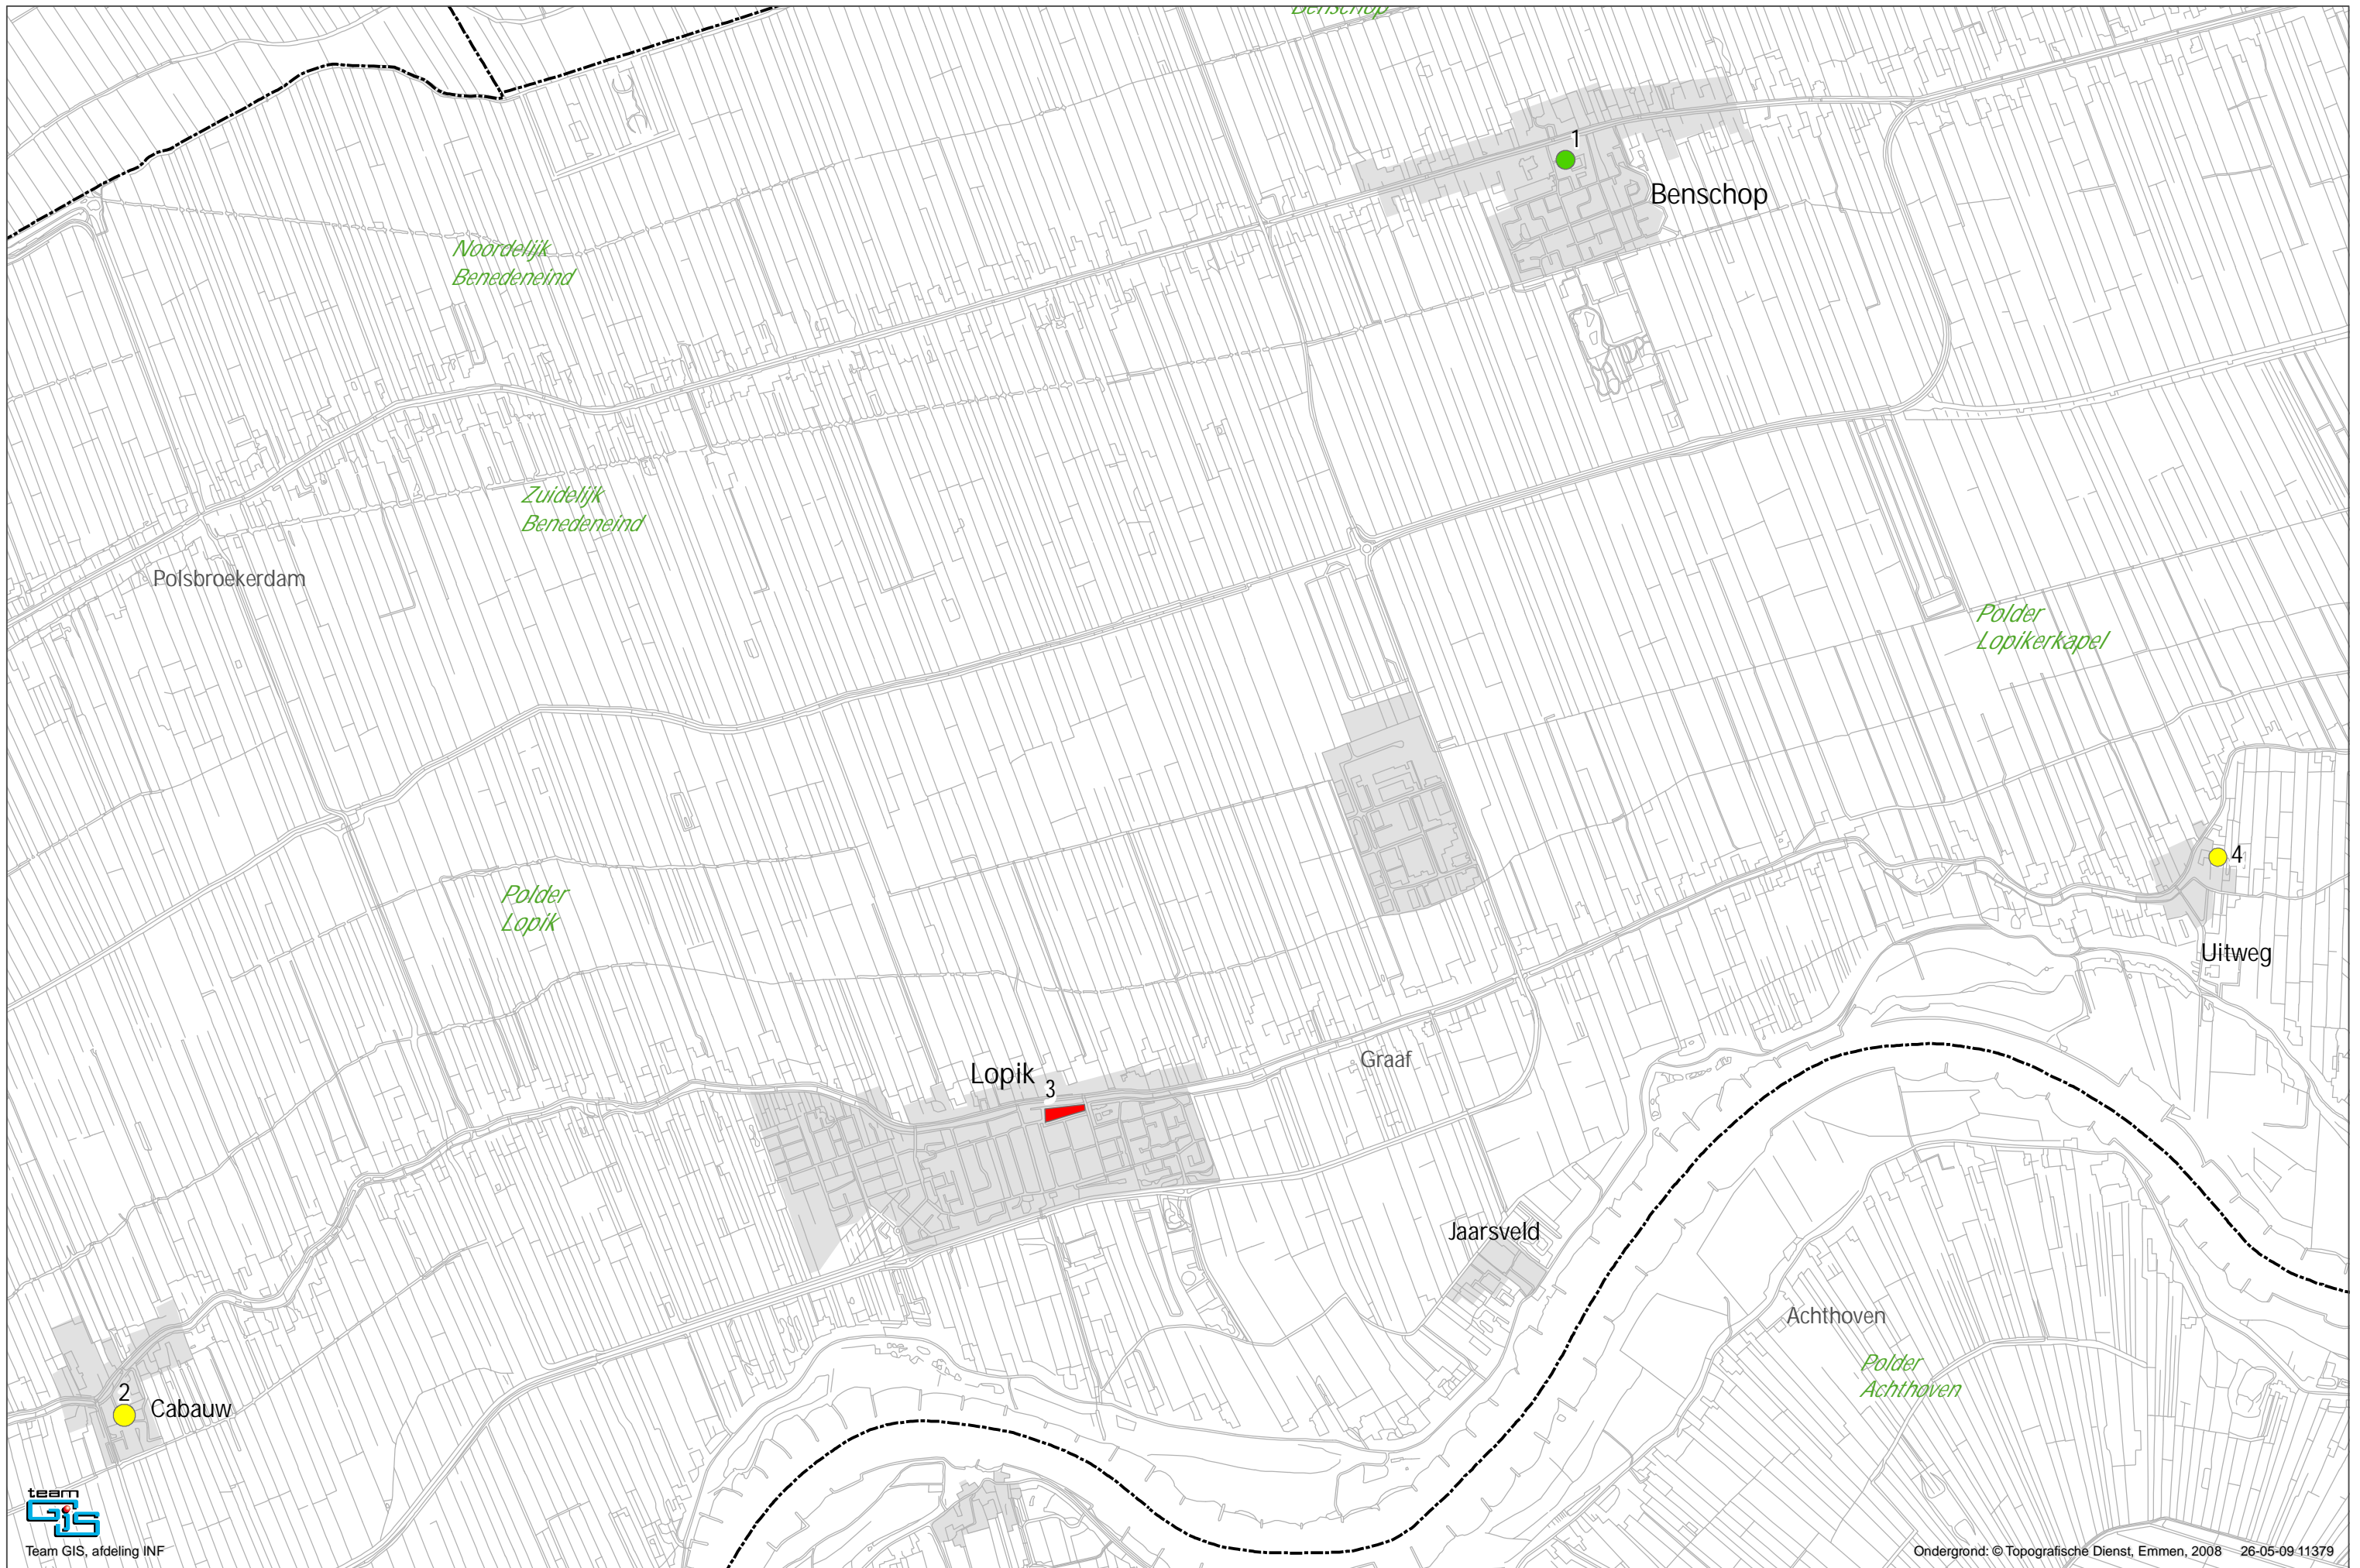 Benschop
1
Benschop
Noordelijk
Benedeneind
Zuidelijk
Benedeneind
Polsbroekerdam
Polder
Lopikerkapel
4
Polder
Lopik
Uitweg
Graaf
Lopik
3
Jaarsveld
Achthoven
Polder
Achthoven
2
Cabauw
team
GIS
Team GIS, afdeling INF
Ondergrond: © Topografische Dienst, Emmen, 2008 26-05-09 11379